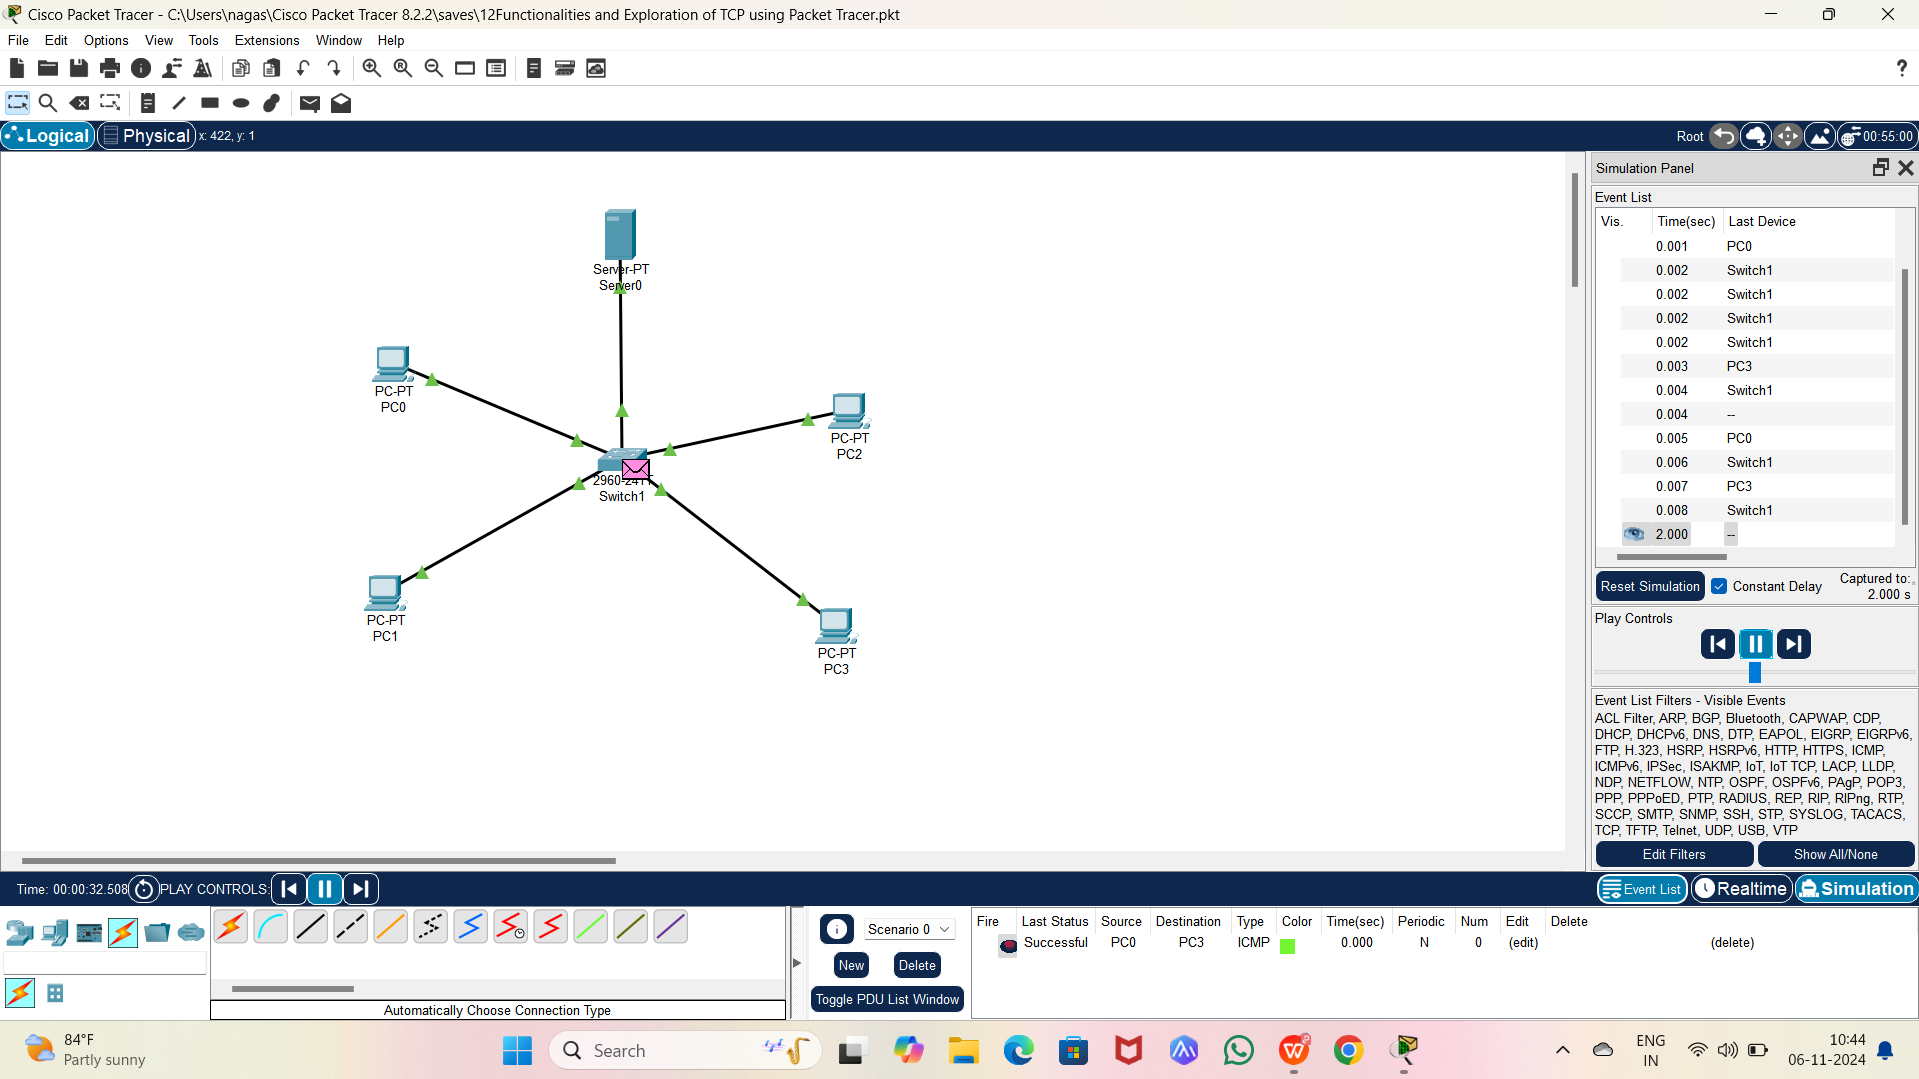 Cisco Packet Tracer - C:\Users\nagas\Cisco Packet Tracer 8.2.2\saves\12Functionalities and Exploration of TCP using Packet Tracer.pkt
File Edit Options View Tools Extensions Window Help
Logical Physical x: 422, y: 1 Root 00:55:00
Simulation Panel
Event List
Vis. Time(sec) Last Device
0.001 PC0
0.002 Switch1
0.002 Switch1
0.002 Switch1
0.002 Switch1
0.003 PC3
0.004 Switch1
0.004 --
0.005 PC0
0.006 Switch1
0.007 PC3
0.008 Switch1
2.000 --
Reset Simulation Constant Delay Captured to:
2.000 s
Play Controls
Event List Filters - Visible Events
ACL Filter, ARP, BGP, Bluetooth, CAPWAP, CDP,
DHCP, DHCPv6, DNS, DTP, EAPOL, EIGRP, EIGRPv6,
FTP, H.323, HSRP, HSRPv6, HTTP, HTTPS, ICMP,
ICMPv6, IPSec, ISAKMP, IoT, IoT TCP, LACP, LLDP,
NDP, NETFLOW, NTP, OSPF, OSPFv6, PAgP, POP3,
PPP, PPPoED, PTP, RADIUS, REP, RIP, RIPng, RTP,
SCCP, SMTP, SNMP, SSH, STP, SYSLOG, TACACS,
TCP, TFTP, Telnet, UDP, USB, VTP
Edit Filters Show All/None
Server-PT
Server0
PC-PT
PC0
PC-PT
PC2
2960-24TT
Switch1
PC-PT
PC1
PC-PT
PC3
Time: 00:00:32.508 PLAY CONTROLS: Event List Realtime Simulation
Scenario 0
New Delete
Toggle PDU List Window
Automatically Choose Connection Type
Fire Last Status Source Destination Type Color Time(sec) Periodic Num Edit Delete
Successful PC0 PC3 ICMP 0.000 N 0 (edit) (delete)
84°F
Partly sunny
Search
ENG
IN
10:44
06-11-2024